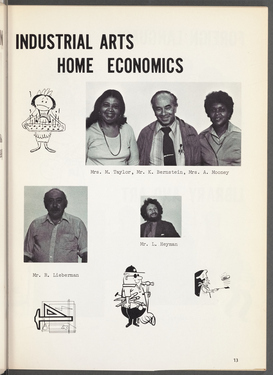 INDUSTRIAL ARTS
HOME ECONOMICS
Mrs. M. Taylor, Mr. K. Bernstein, Mrs. A. Mooney
Mr. L. Heyman
Mr. H. Lieberman
13